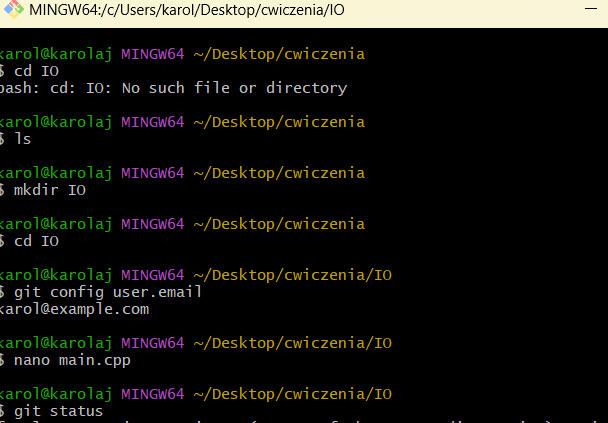 MINGW64:/c/Users/karol/Desktop/cwiczenia/IO
karol@karolaj MINGW64 ~/Desktop/cwiczenia
$ cd IO
bash: cd: IO: No such file or directory
karol@karolaj MINGW64 ~/Desktop/cwiczenia
$ ls
karol@karolaj MINGW64 ~/Desktop/cwiczenia
$ mkdir IO
karol@karolaj MINGW64 ~/Desktop/cwiczenia
$ cd IO
karol@karolaj MINGW64 ~/Desktop/cwiczenia/IO
$ git config user.email
karol@example.com
karol@karolaj MINGW64 ~/Desktop/cwiczenia/IO
$ nano main.cpp
karol@karolaj MINGW64 ~/Desktop/cwiczenia/IO
$ git status